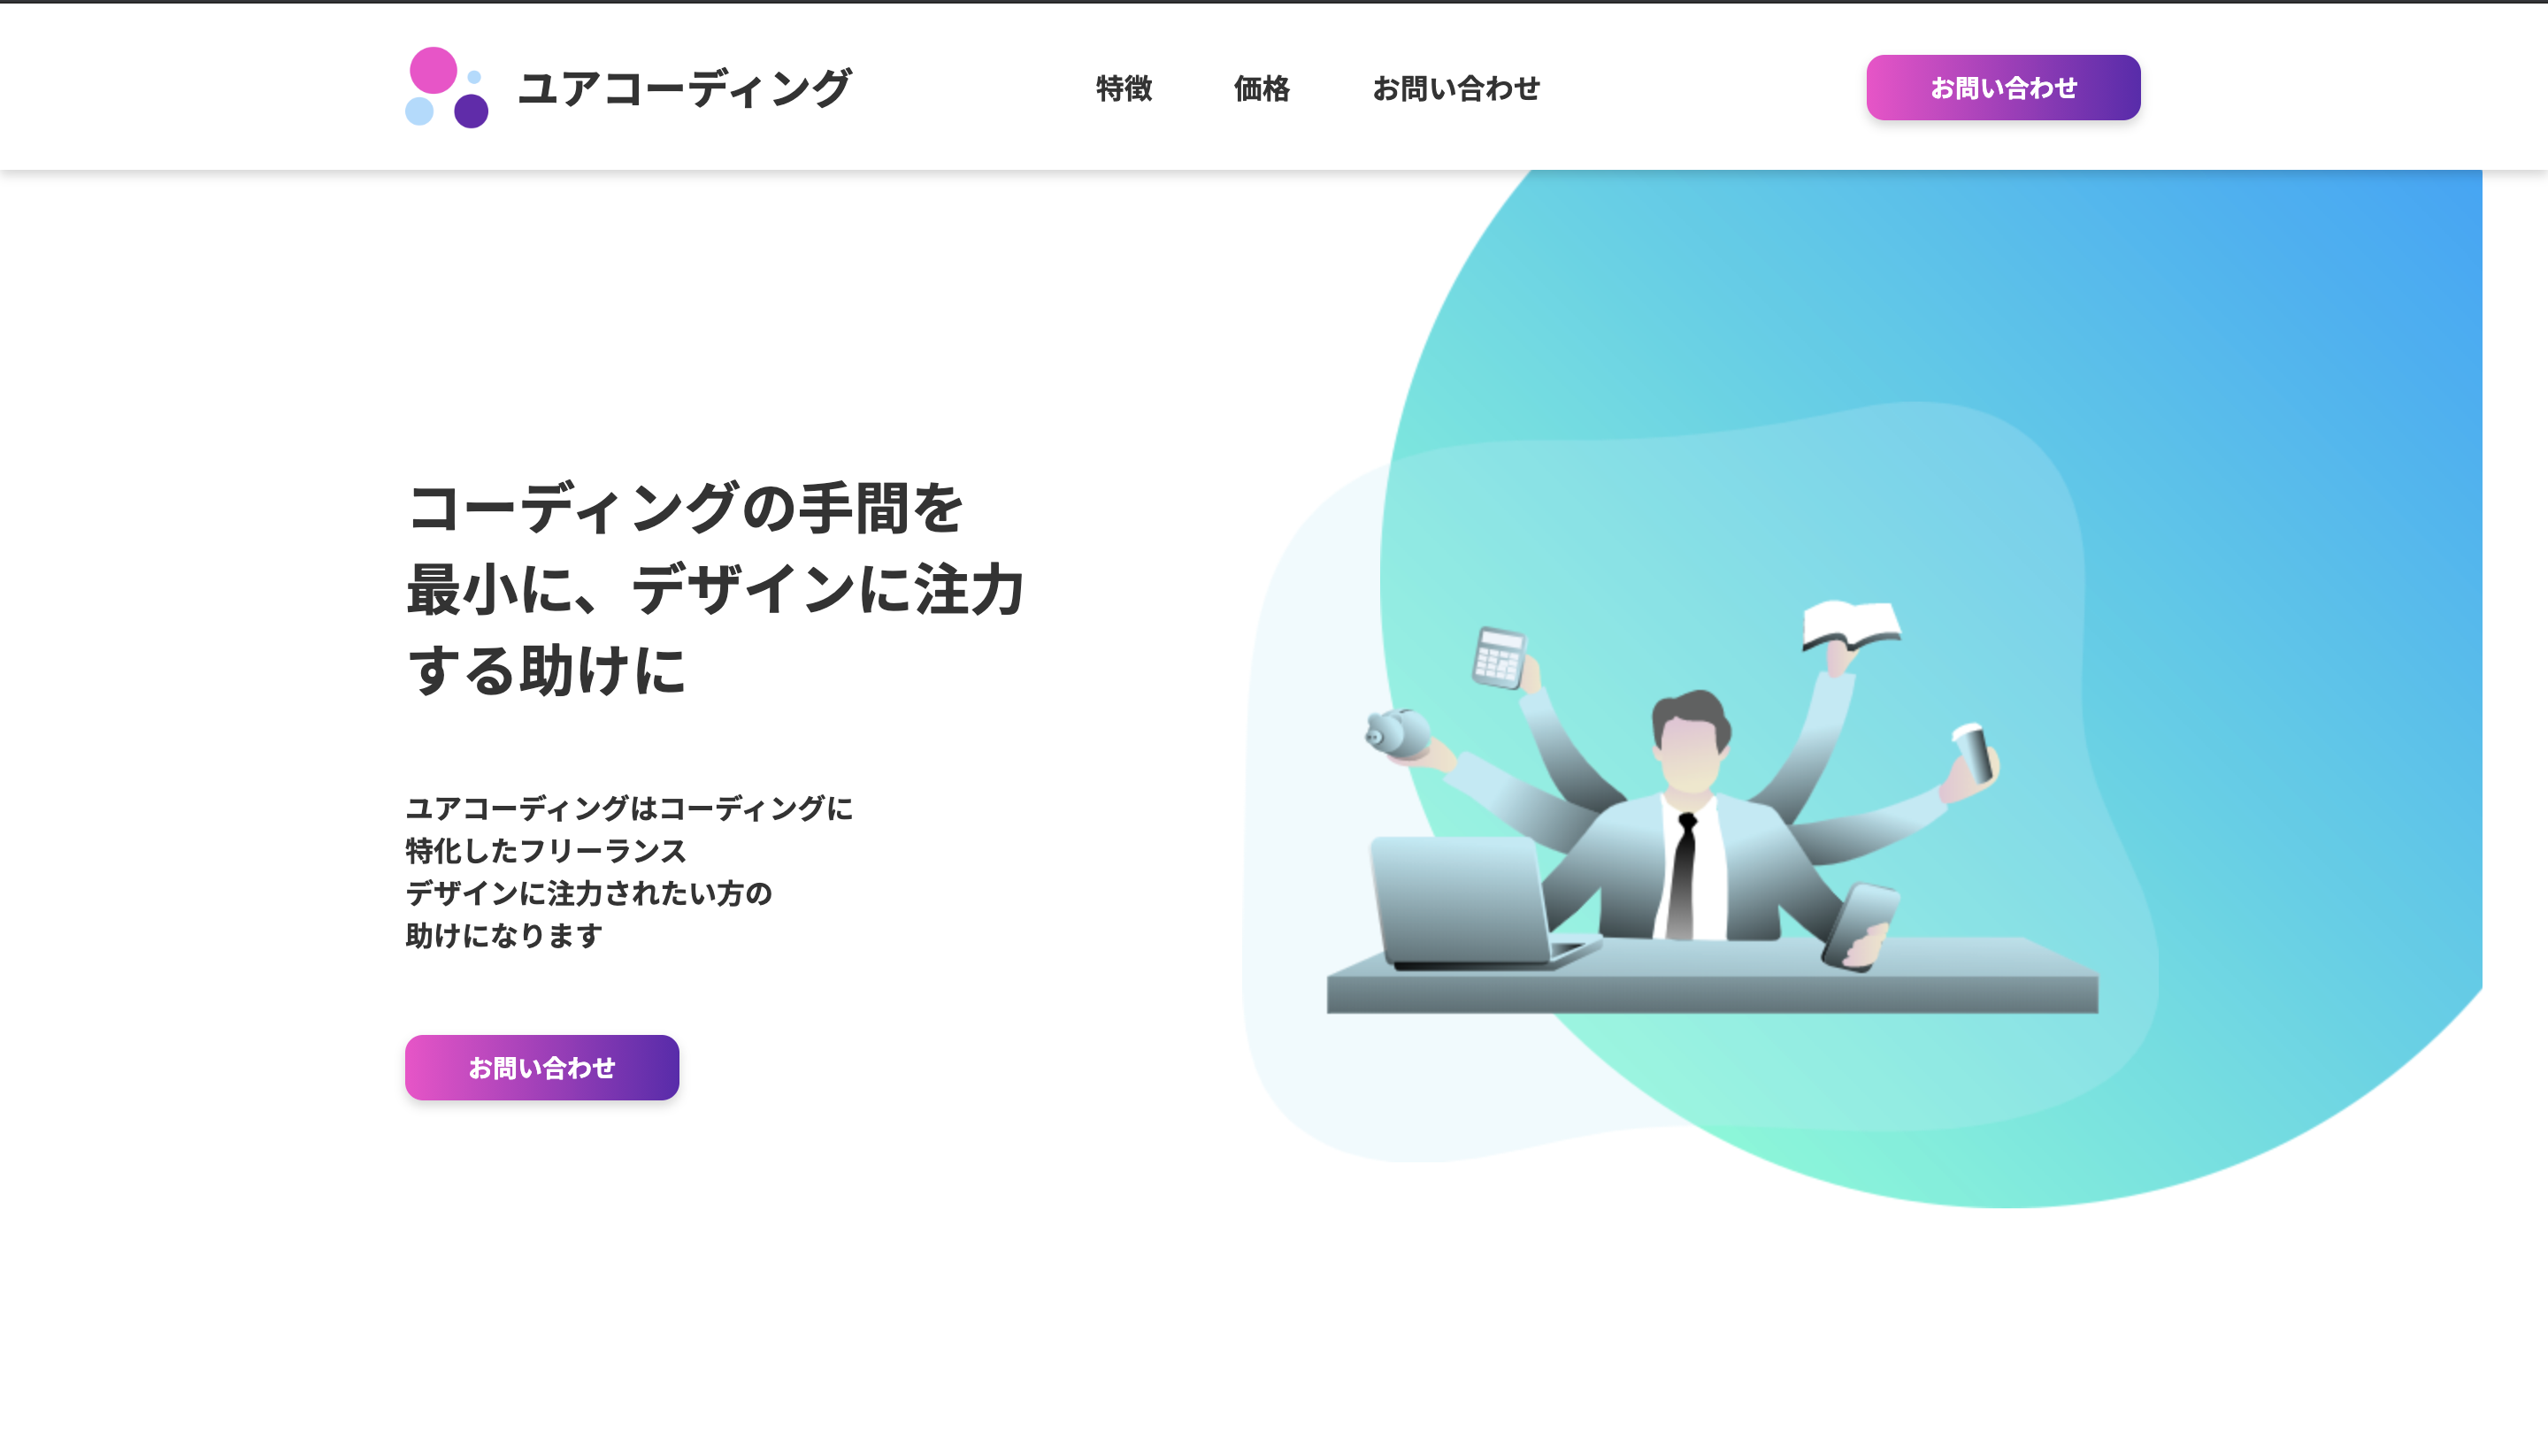 ユアコーディング
特徴
価格
お問い合わせ
お問い合わせ
コーディングの手間を
最小に、デザインに注力
する助けに
ユアコーディングはコーディングに
特化したフリーランス
デザインに注力されたい方の
助けになります
お問い合わせ